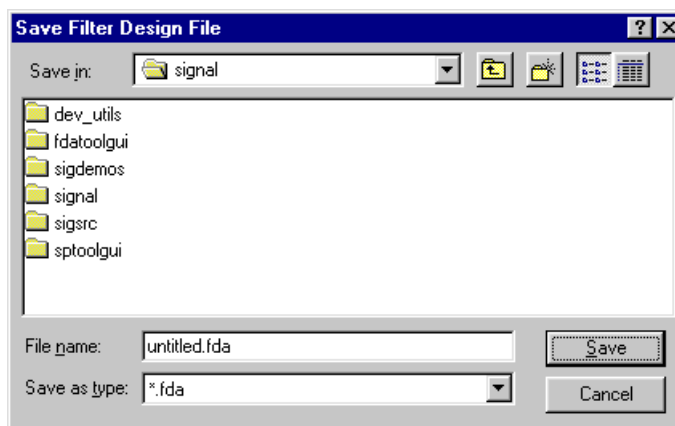 Save Filter Design File
Save in: signal
dev_utils
fdatoolgui
sigdemos
signal
sigsrc
sptoolgui
File name: untitled.fda Save
Save as type: *.fda Cancel